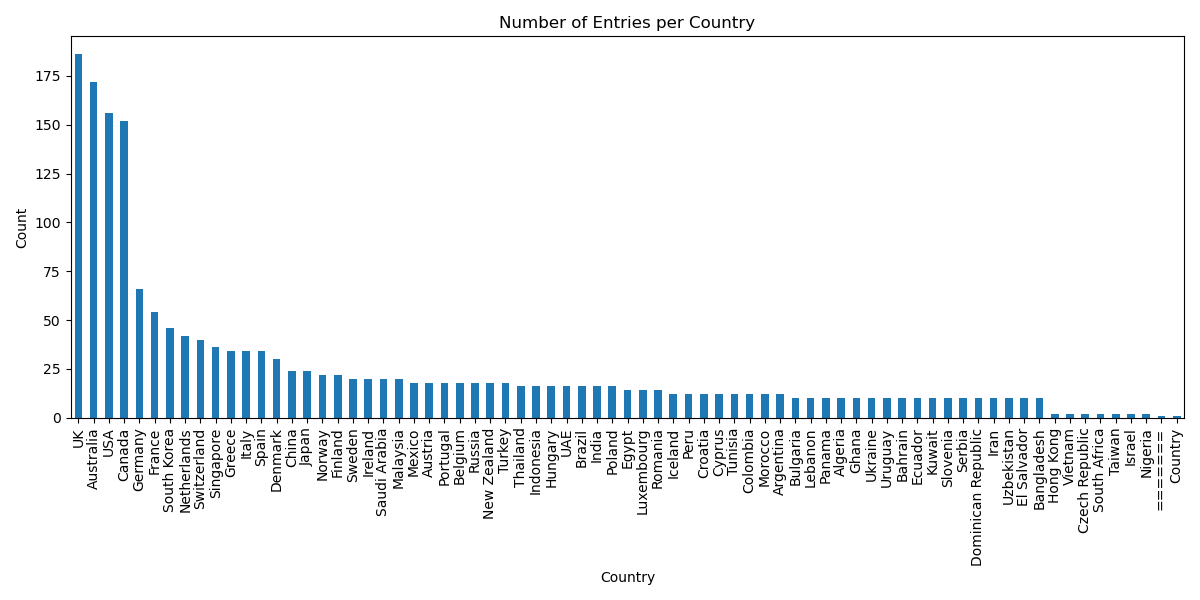 Number of Entries per Country
Count
175
150
125
100
75
50
25
0
UK
Australia
USA
Canada
Germany
France
South Korea
Netherlands
Switzerland
Singapore
Greece
Italy
Spain
Denmark
China
Japan
Norway
Finland
Sweden
Ireland
Saudi Arabia
Malaysia
Mexico
Austria
Portugal
Belgium
Russia
New Zealand
Turkey
Thailand
Indonesia
Hungary
UAE
Brazil
India
Poland
Egypt
Luxembourg
Romania
Iceland
Peru
Croatia
Cyprus
Tunisia
Colombia
Morocco
Argentina
Bulgaria
Lebanon
Panama
Algeria
Ghana
Ukraine
Uruguay
Bahrain
Ecuador
Kuwait
Slovenia
Serbia
Dominican Republic
Iran
Uzbekistan
El Salvador
Bangladesh
Hong Kong
Vietnam
Czech Republic
South Africa
Taiwan
Israel
Nigeria
=======
Country
Country